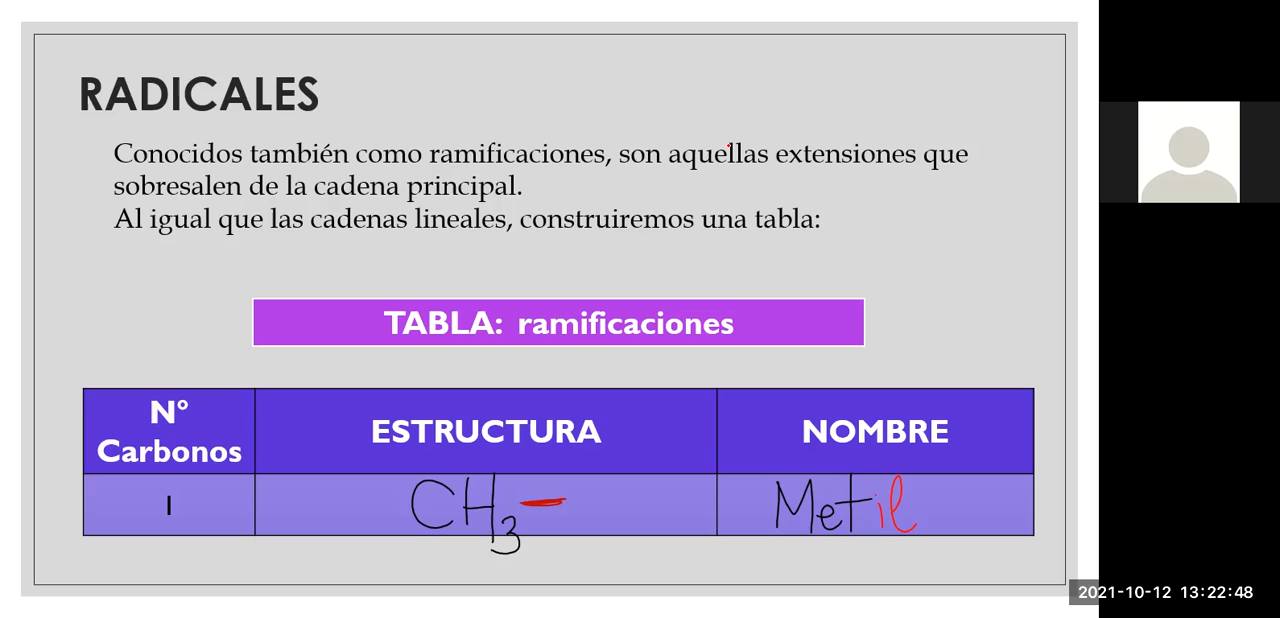 RADICALES
Conocidos también como ramificaciones, son aquellas extensiones que
sobresalen de la cadena principal.
Al igual que las cadenas lineales, construiremos una tabla:
TABLA: ramificaciones
N°
Carbonos
ESTRUCTURA
NOMBRE
1
CH3-
Metil
2021-10-12 13:22:48